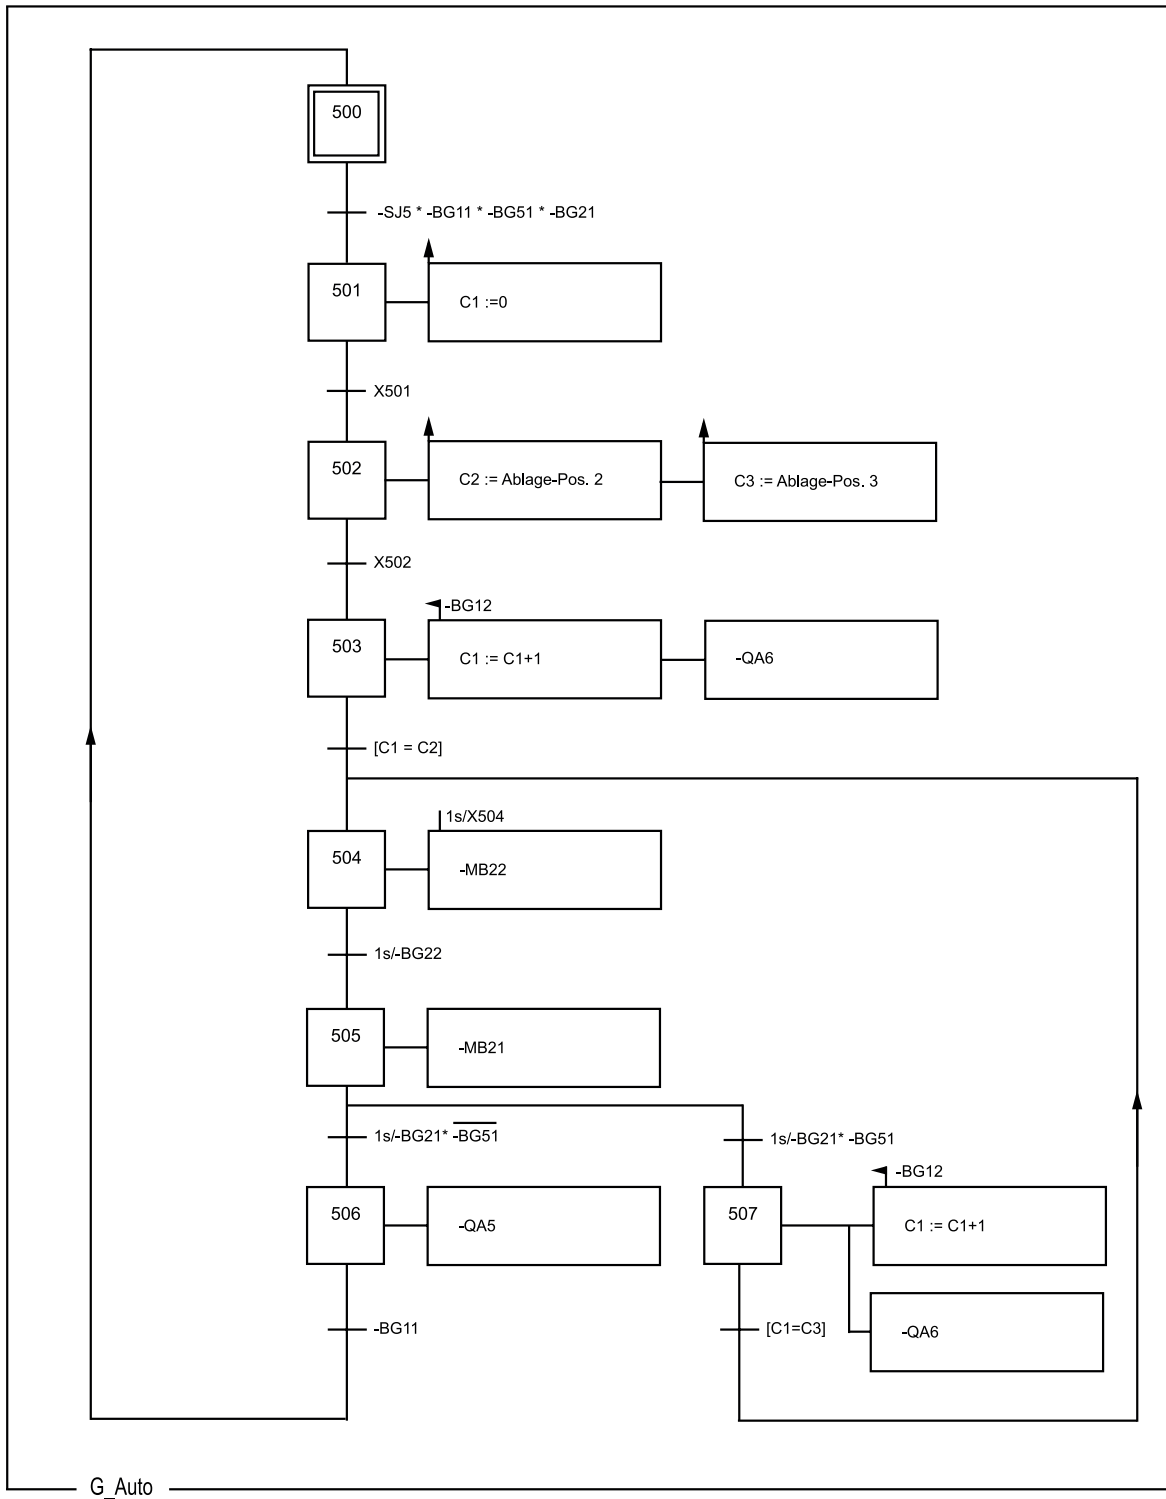 500
-SJ5 * -BG11 * -BG51 * -BG21
501
C1 :=0
X501
502
C2 := Ablage-Pos. 2
C3 := Ablage-Pos. 3
X502
-BG12
503
C1 := C1+1
-QA6
[C1 = C2]
1s/X504
504
-MB22
1s/-BG22
505
-MB21
1s/-BG21* -BG51
1s/-BG21* -BG51
-BG12
506
-QA5
507
C1 := C1+1
-BG11
[C1=C3]
-QA6
G_Auto